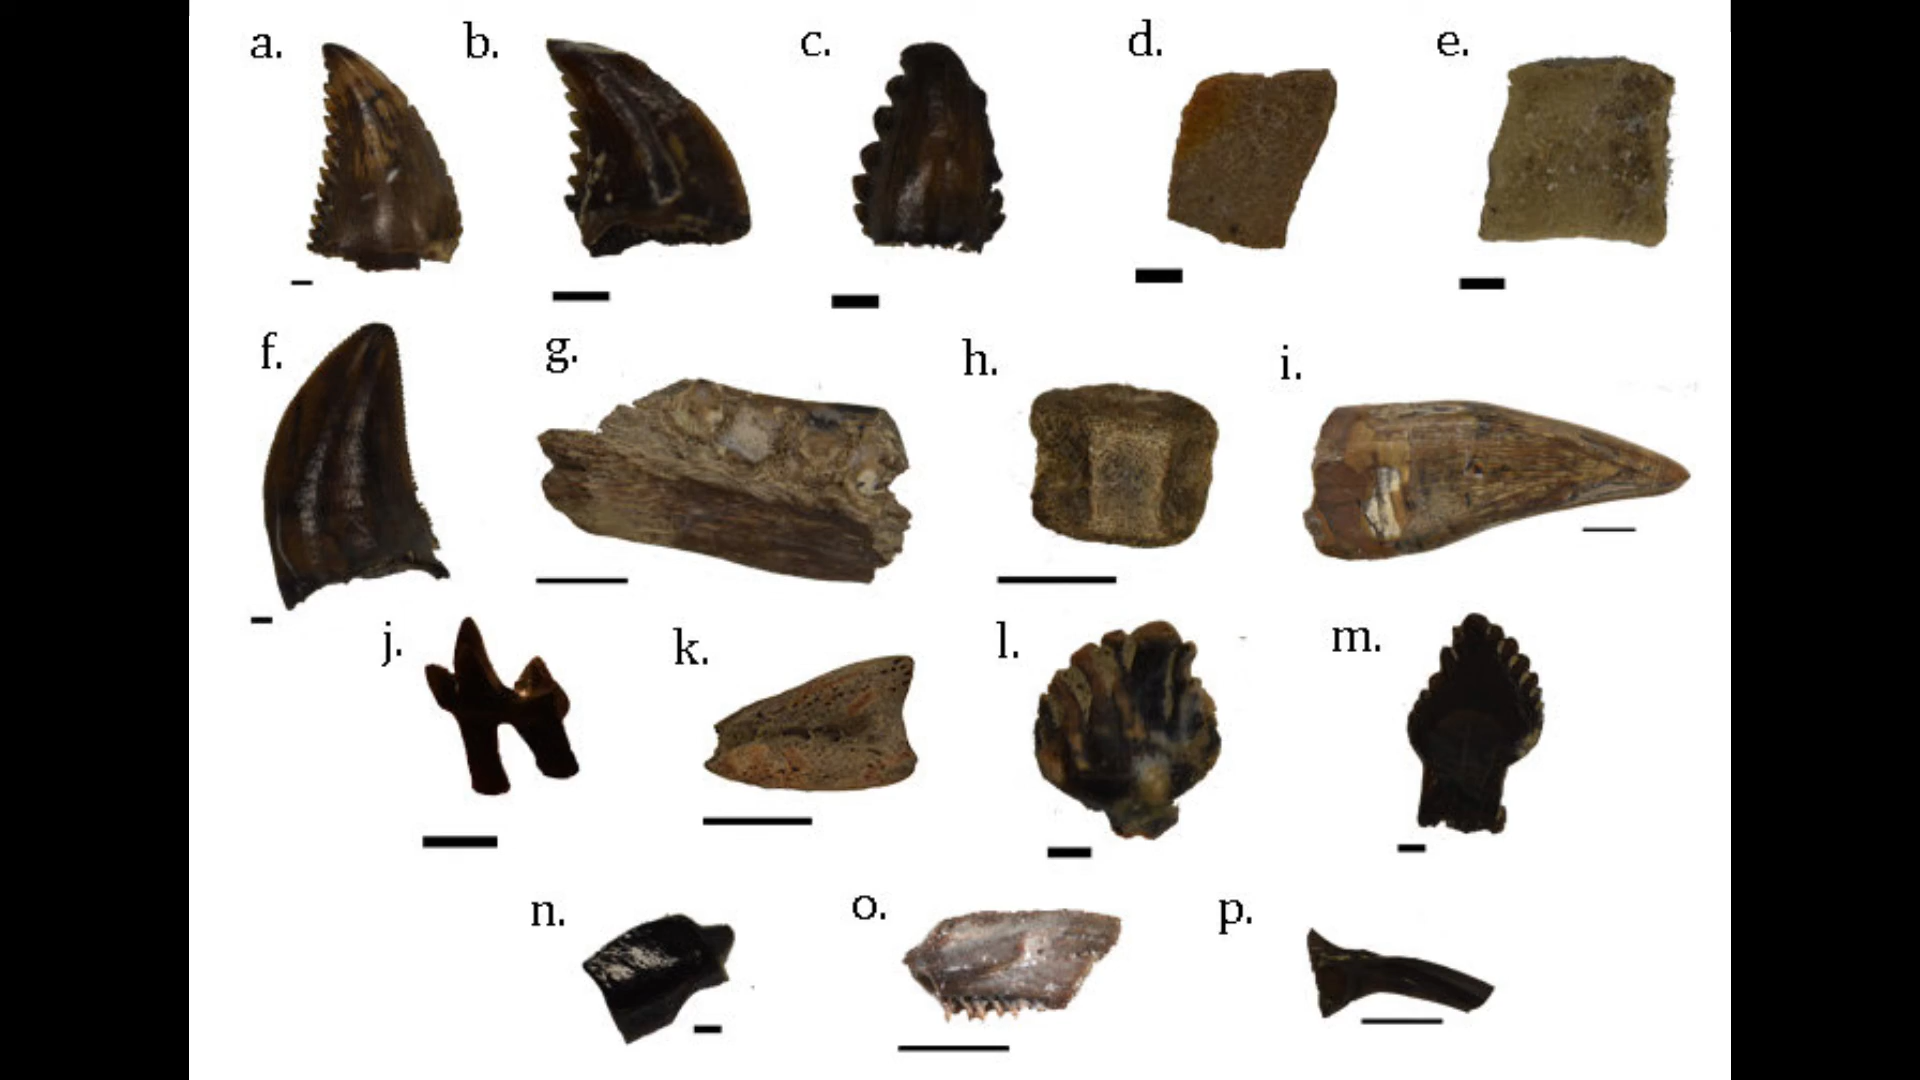 a. b. c. d. e.
f. g. h. i.
j. k. l. m.
n. o. p.